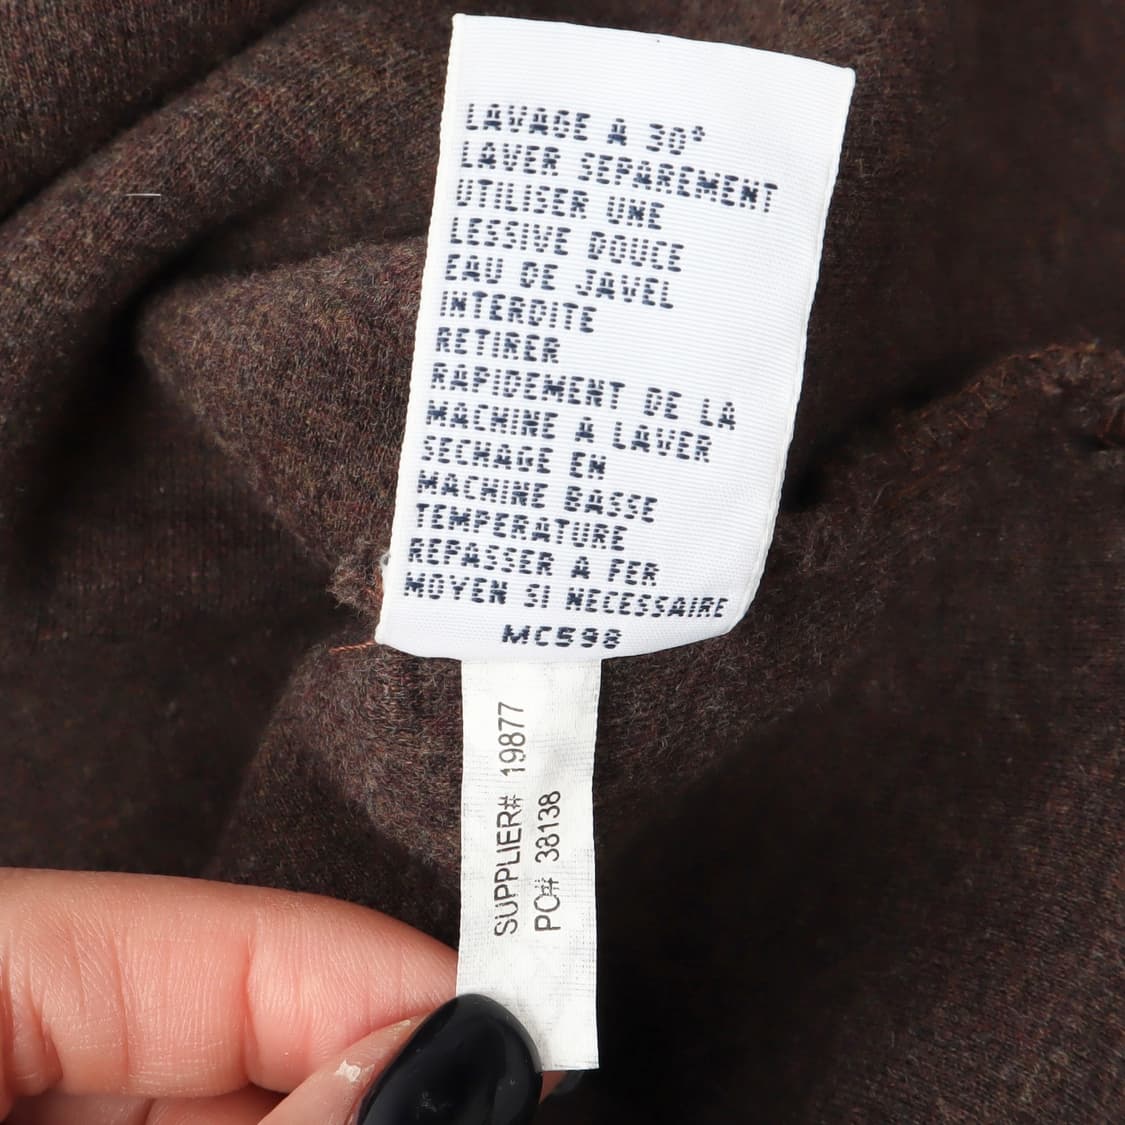 LAVAGE A 30°
LAVER SEPAREMENT
UTILISER UNE
LESSIVE DOUCE
EAU DE JAVEL
INTERDITE
RETIRER
RAPIDEMENT DE LA
MACHINE A LAVER
SECHAGE EN
MACHINE BASSE
TEMPERATURE
REPASSER A FER
MOYEN SI NECESSAIRE
MC598
SUPPLIER# 19877
PO# 38138